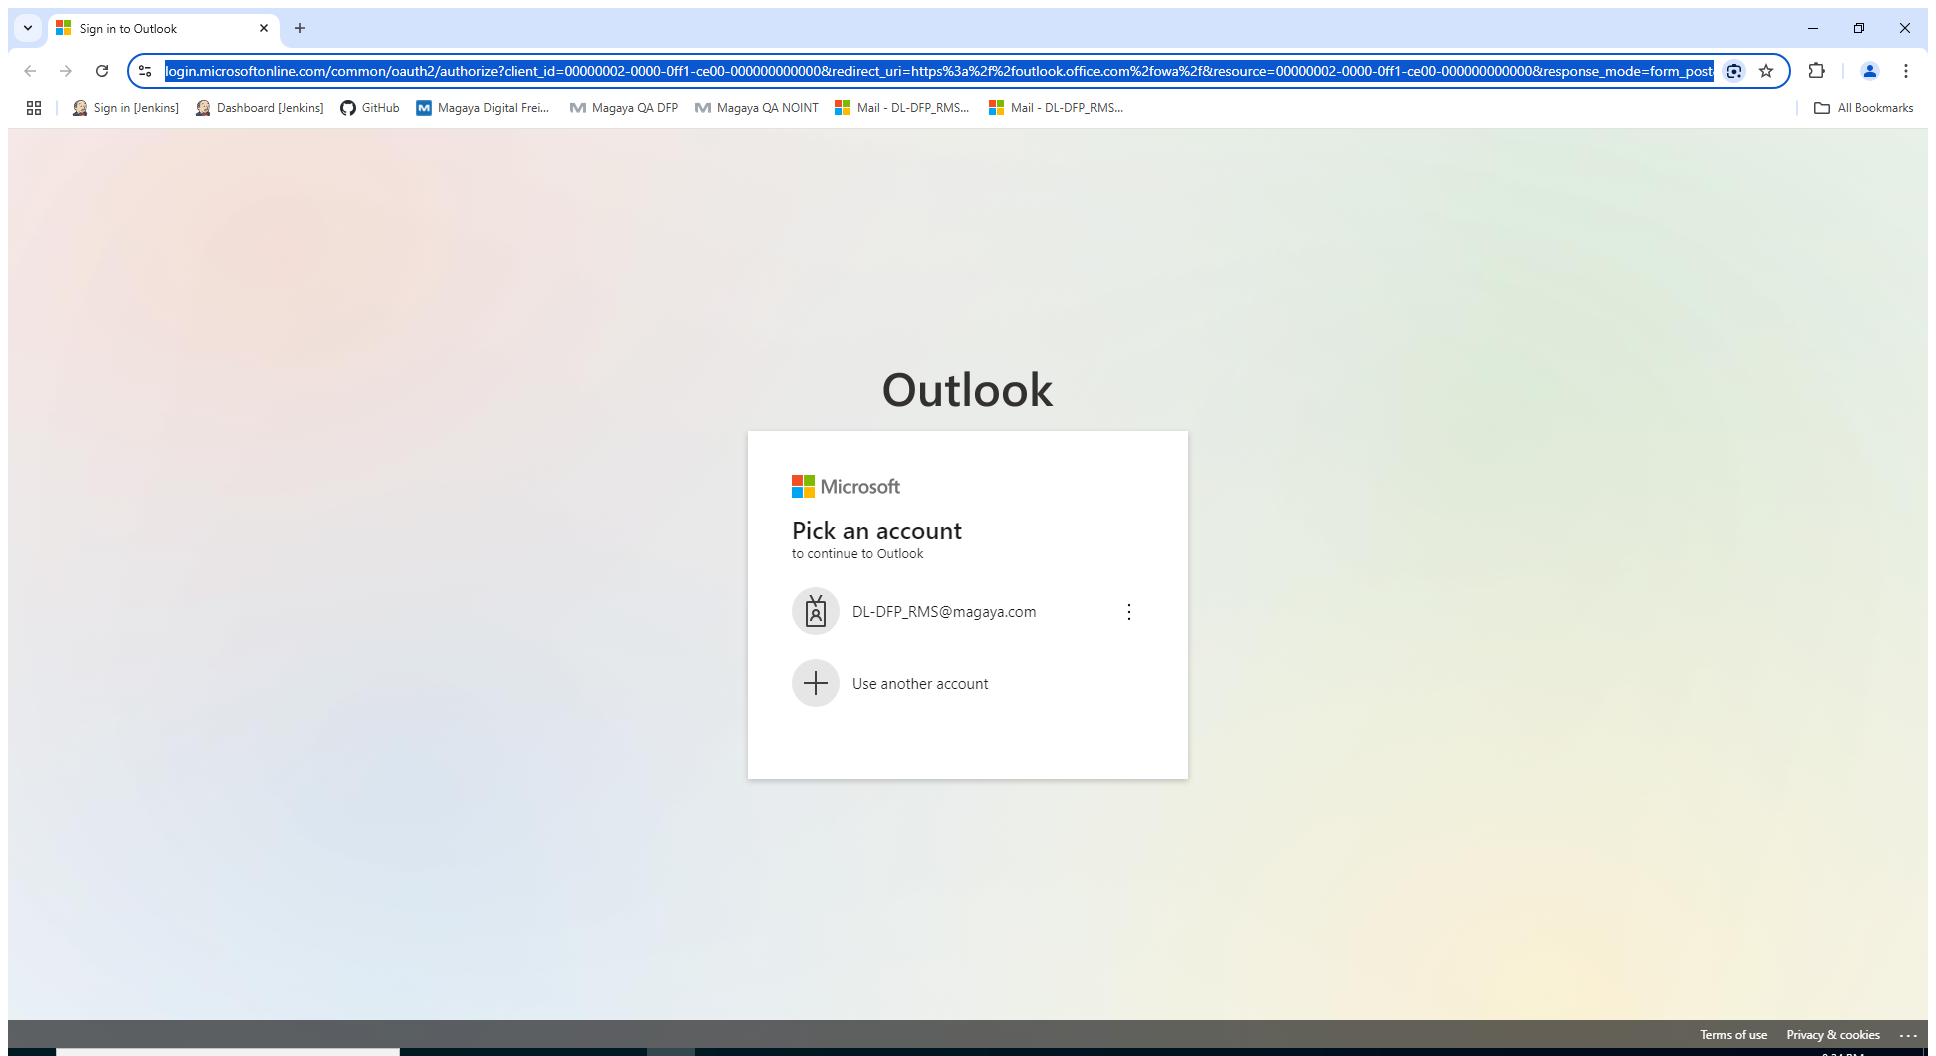 Sign in to Outlook
login.microsoftonline.com/common/oauth2/authorize?client_id=00000002-0000-0ff1-ce00-000000000000&redirect_uri=https%3a%2f%2foutlook.office.com%2fowa%2f&resource=00000002-0000-0ff1-ce00-000000000000&response_mode=form_post
Sign in [Jenkins] Dashboard [Jenkins] GitHub Magaya Digital Frei... Magaya QA DFP Magaya QA NOINT Mail - DL-DFP_RMS... Mail - DL-DFP_RMS... All Bookmarks
Outlook
Microsoft
Pick an account
to continue to Outlook
DL-DFP_RMS@magaya.com
Use another account
Terms of use Privacy & cookies